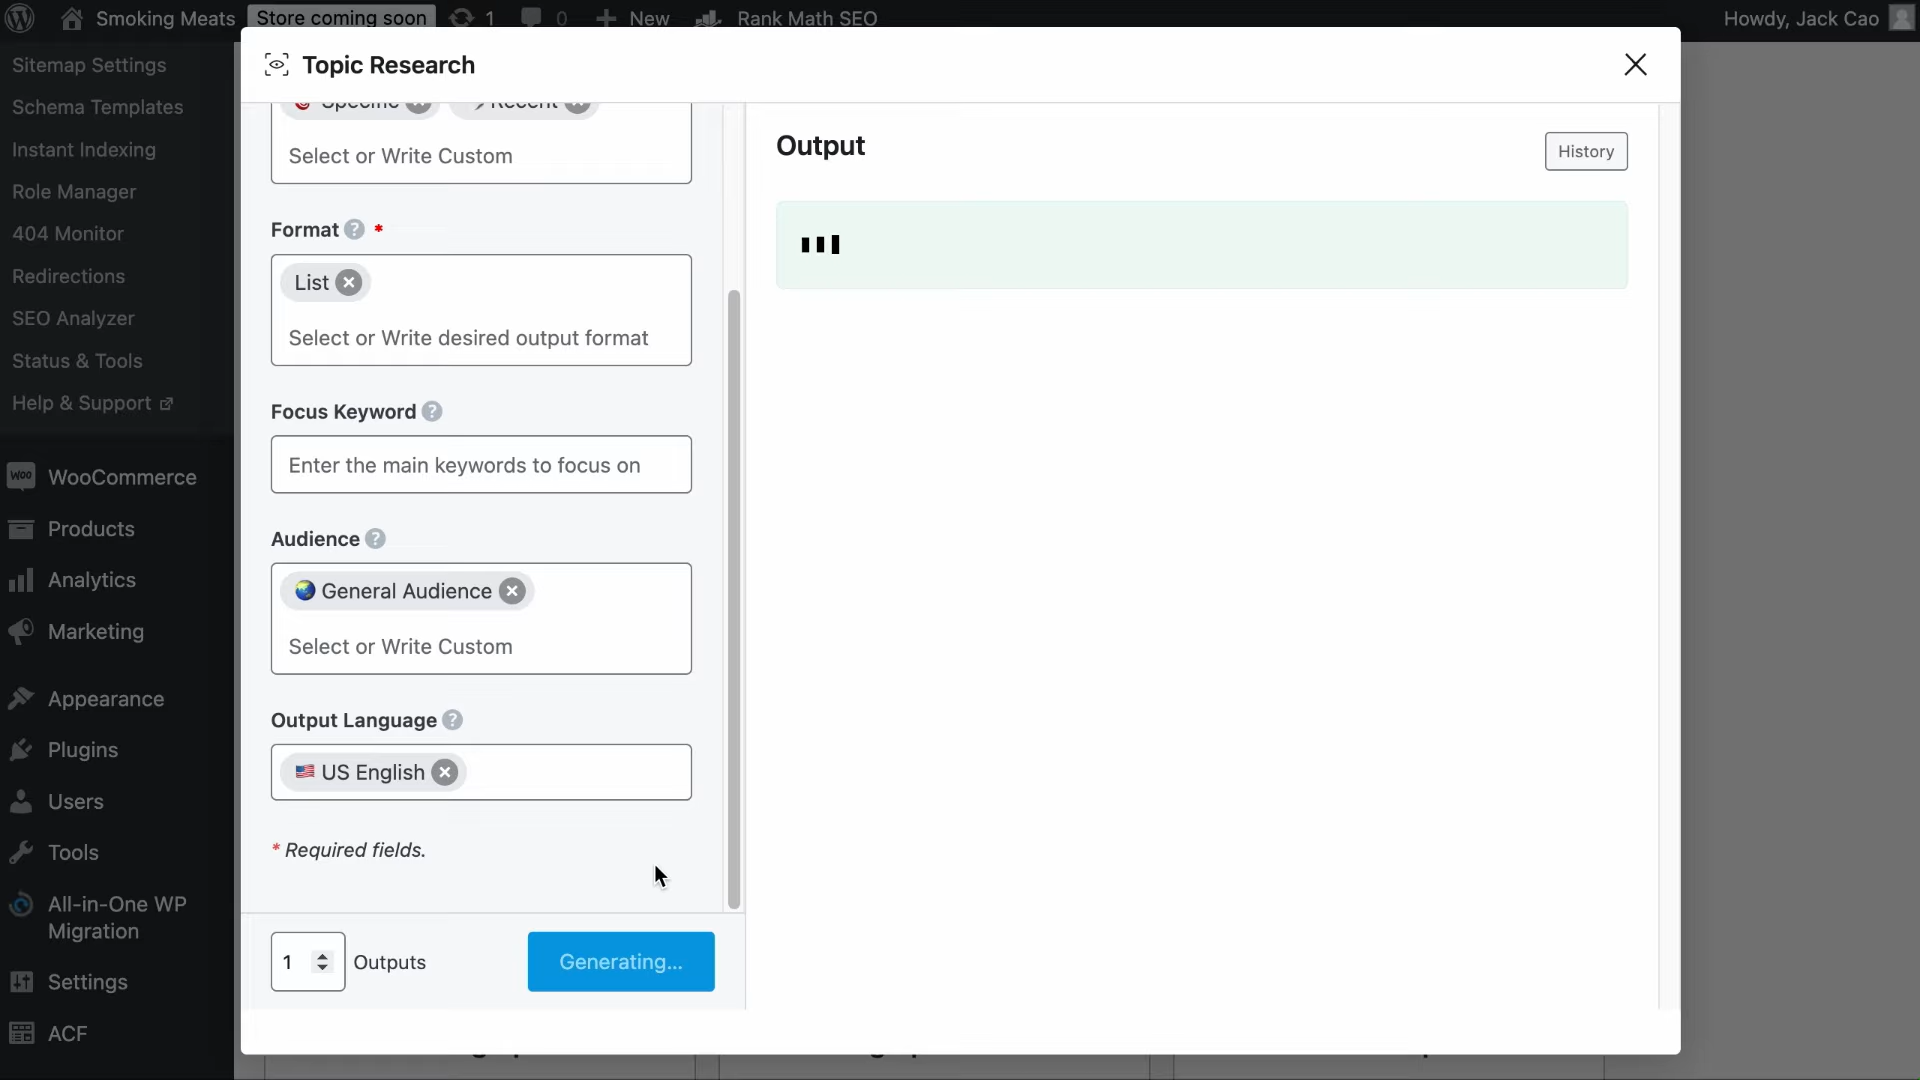 Smoking Meats Store coming soon 1 0 New Rank Math SEO Howdy, Jack Cao
Sitemap Settings
Schema Templates
Instant Indexing
Role Manager
404 Monitor
Redirections
SEO Analyzer
Status & Tools
Help & Support
WooCommerce
Products
Analytics
Marketing
Appearance
Plugins
Users
Tools
All-in-One WP
Migration
Settings
ACF
Topic Research
Specific Recent
Select or Write Custom
Format ? *
List
Select or Write desired output format
Focus Keyword ?
Enter the main keywords to focus on
Audience ?
General Audience
Select or Write Custom
Output Language ?
US English
* Required fields.
1 Outputs Generating...
Output
History